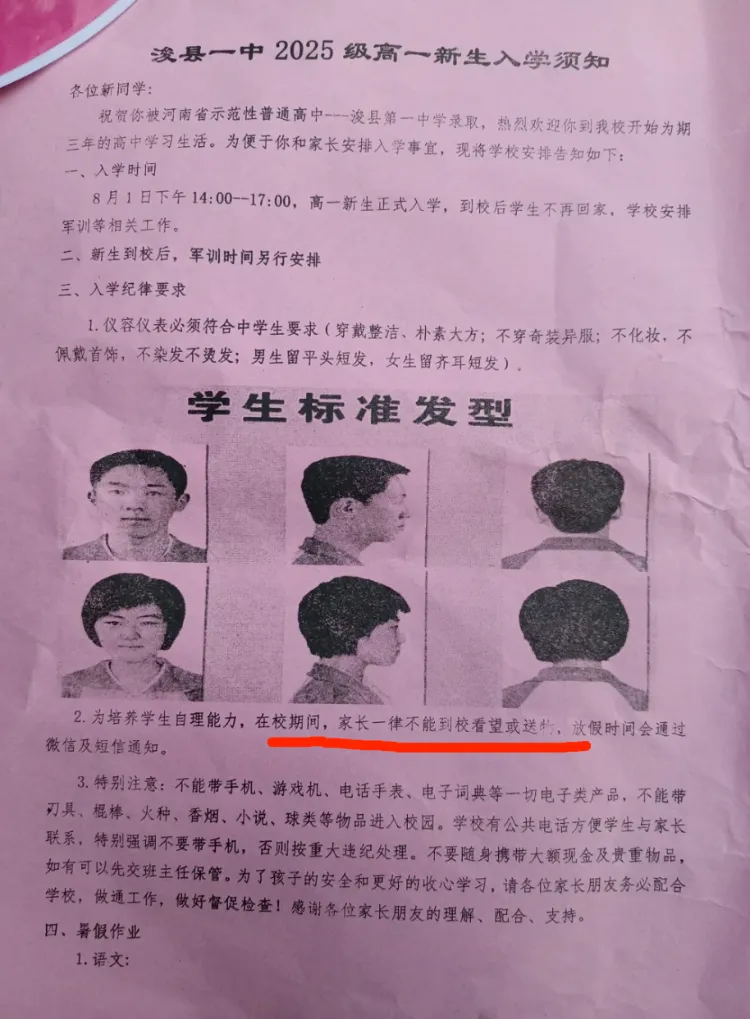 浚县一中 2025 级高一新生入学须知
各位新同学:
祝贺你被河南省示范性普通高中---浚县第一中学录取，热烈欢迎你到我校开始为期
三年的高中学习生活。为便于你和家长安排入学事宜，现将学校安排告知如下：
一、入学时间
8月1日下午14:00--17:00，高一新生正式入学，到校后学生不再回家，学校安排
军训等相关工作。
二、新生到校后，军训时间另行安排
三、入学纪律要求
1.仪容仪表必须符合中学生要求（穿戴整洁、朴素大方；不穿奇装异服；不化妆，不
佩戴首饰，不染发不烫发；男生留平头短发，女生留齐耳短发）。
学生标准发型
2.为培养学生自理能力，在校期间，家长一律不能到校看望或送物，放假时间会通过
微信及短信通知。
3.特别注意：不能带手机、游戏机、电话手表、电子词典等一切电子类产品，不能带
刃具、棍棒、火种、香烟、小说、球类等物品进入校园。学校有公共电话方便学生与家长
联系，特别强调不要带手机，否则按重大违纪处理。不要随身携带大额现金及贵重物品，
如有可以先交班主任保管。为了孩子的安全和更好的收心学习，请各位家长朋友务必配合
学校，做通工作，做好督促检查！感谢各位家长朋友的理解、配合、支持。
四、暑假作业
1.语文: